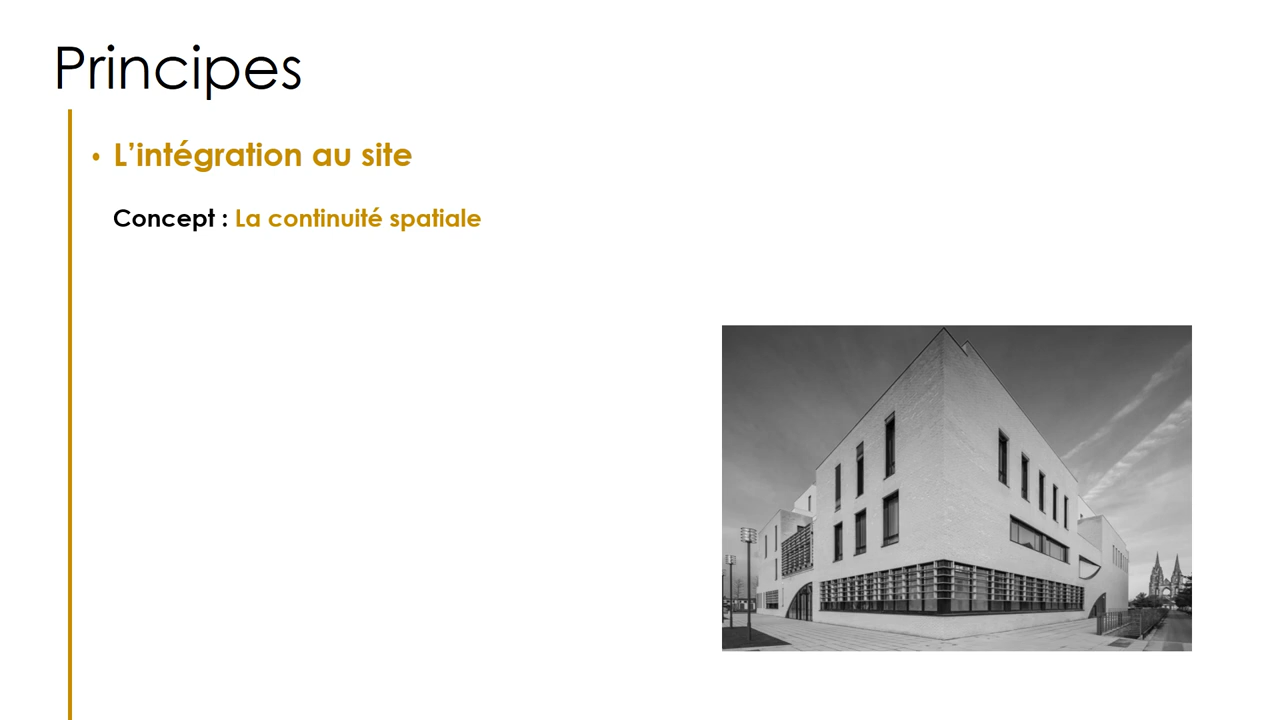 Principes
• L’intégration au site
Concept : La continuité spatiale